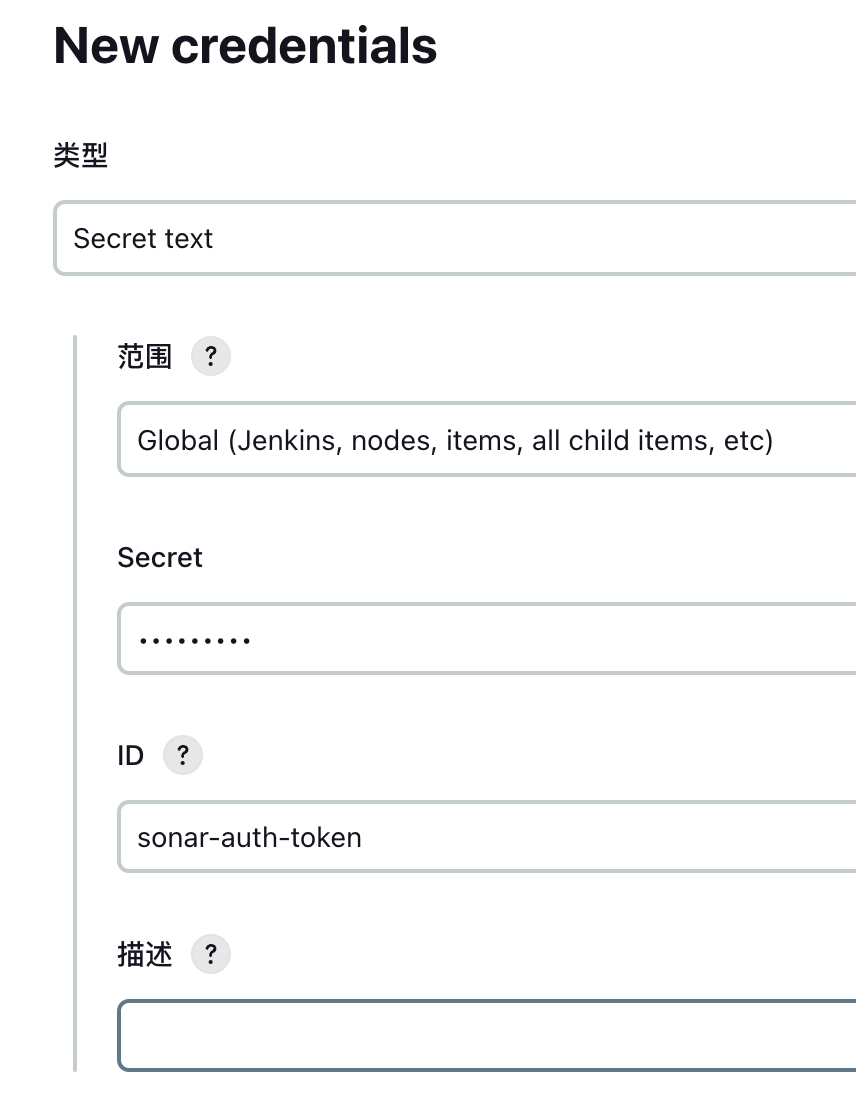 New credentials
类型
Secret text
范围 ?
Global (Jenkins, nodes, items, all child items, etc)
Secret
•••••••••
ID ?
sonar-auth-token
描述 ?